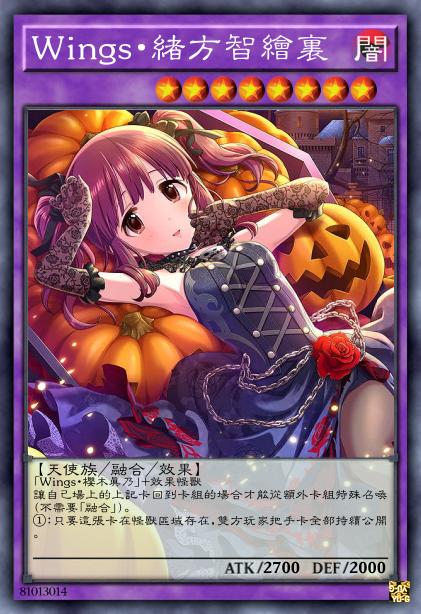 Wings･緒方智繪裏
闇
【天使族／融合／效果】
「Wings･櫻木真乃」+效果怪獸
讓自己場上的上記卡回到卡組的場合才能從額外卡組特殊召喚
(不需要「融合」)。
①：只要這張卡在怪獸區域存在，雙方玩家把手卡全部持續公開
。
ATK/2700 DEF/2000
81013014